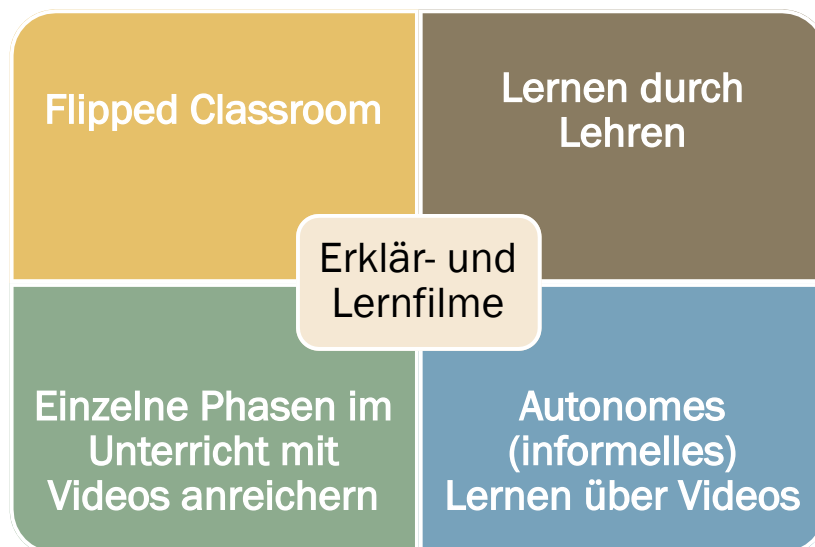 Flipped Classroom
Lernen durch
Lehren
Erklär- und
Lernfilme
Einzelne Phasen im
Unterricht mit
Videos anreichern
Autonomes
(informelles)
Lernen über Videos